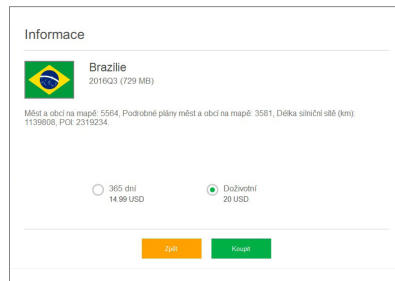 Informace
Brazílie
2016Q3 (729 MB)
Měst a obcí na mapě: 5564, Podrobné plány měst a obcí na mapě: 3581, Délka silniční sítě (km):
1139808, POI: 2319234.
365 dní
14.99 USD
Doživotní
20 USD
Zpět
Koupit